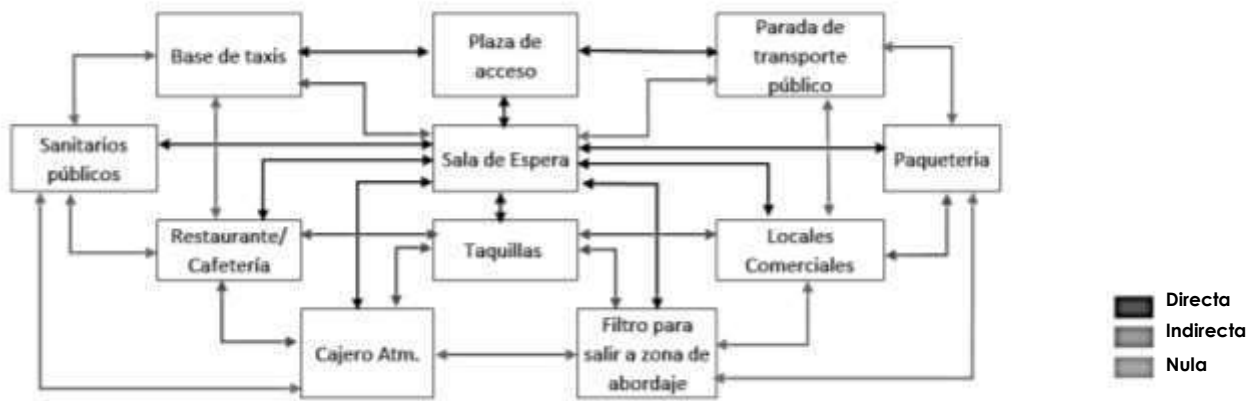 Base de taxis
Plaza de
acceso
Parada de
transporte
público
Sanitarios
públicos
Sala de Espera
Paqueteria
Restaurante/
Cafetería
Taquillas
Locales
Comerciales
Cajero Atm.
Filtro para
salir a zona de
abordaje
Directa
Indirecta
Nula